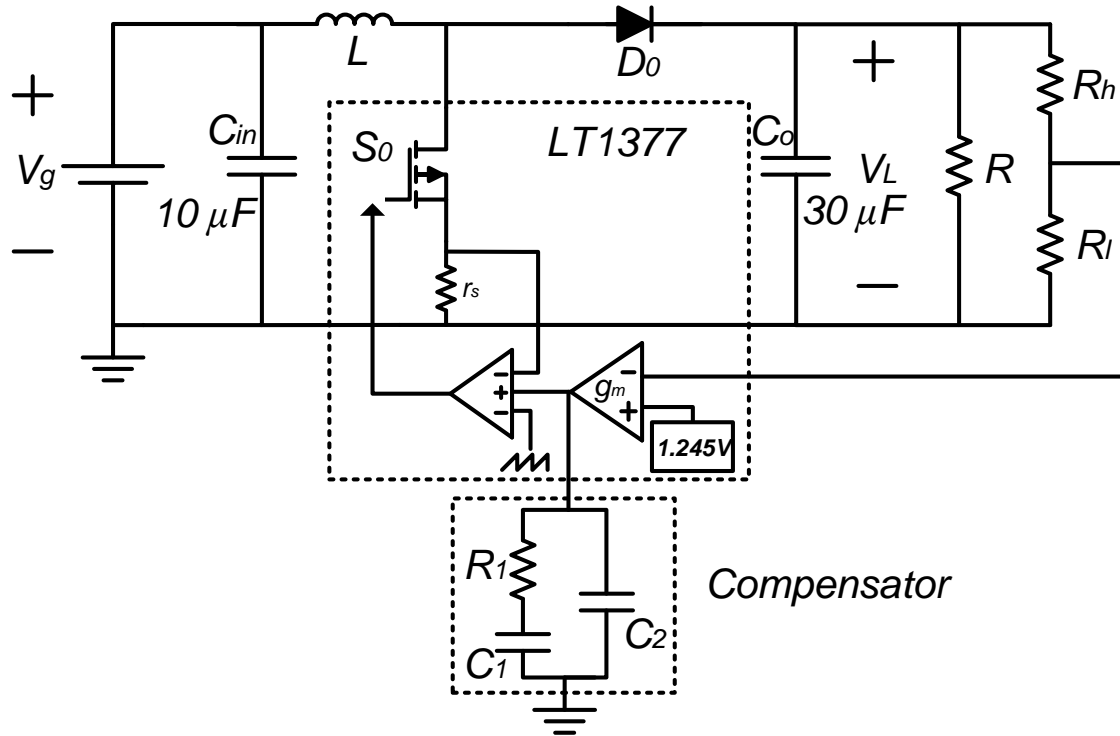 L
D0
+
Vg
−
Cin
10 μF
S0
LT1377
Co
30 μF
+
VL
−
R
Rh
Rl
rs
−
+
−
gm
−
+
1.245V
R1
C1
C2
Compensator